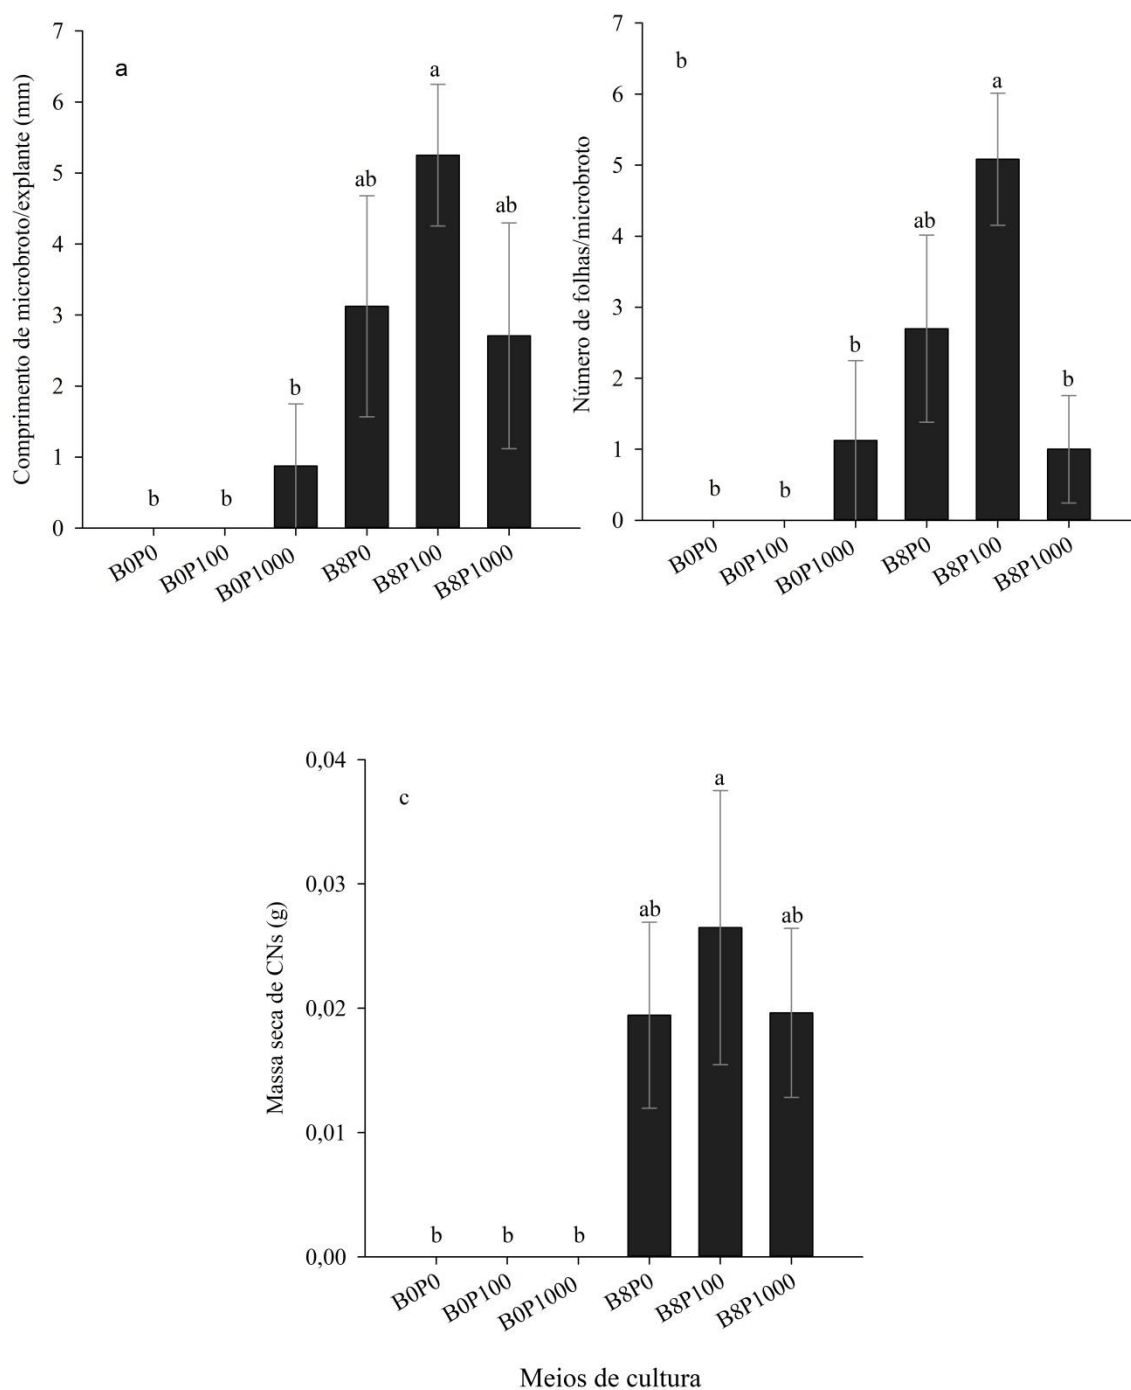 Comprimento de microbroto/explante (mm)
7
6
5
4
3
2
1
0
a
b
b
b
ab
a
ab
B0P0
B0P100
B0P1000
B8P0
B8P100
B8P1000
Número de folhas/microbroto
7
6
5
4
3
2
1
0
b
b
b
b
ab
a
b
B0P0
B0P100
B0P1000
B8P0
B8P100
B8P1000
Massa seca de CNs (g)
0,04
0,03
0,02
0,01
0,00
c
b
b
b
ab
a
ab
B0P0
B0P100
B0P1000
B8P0
B8P100
B8P1000
Meios de cultura